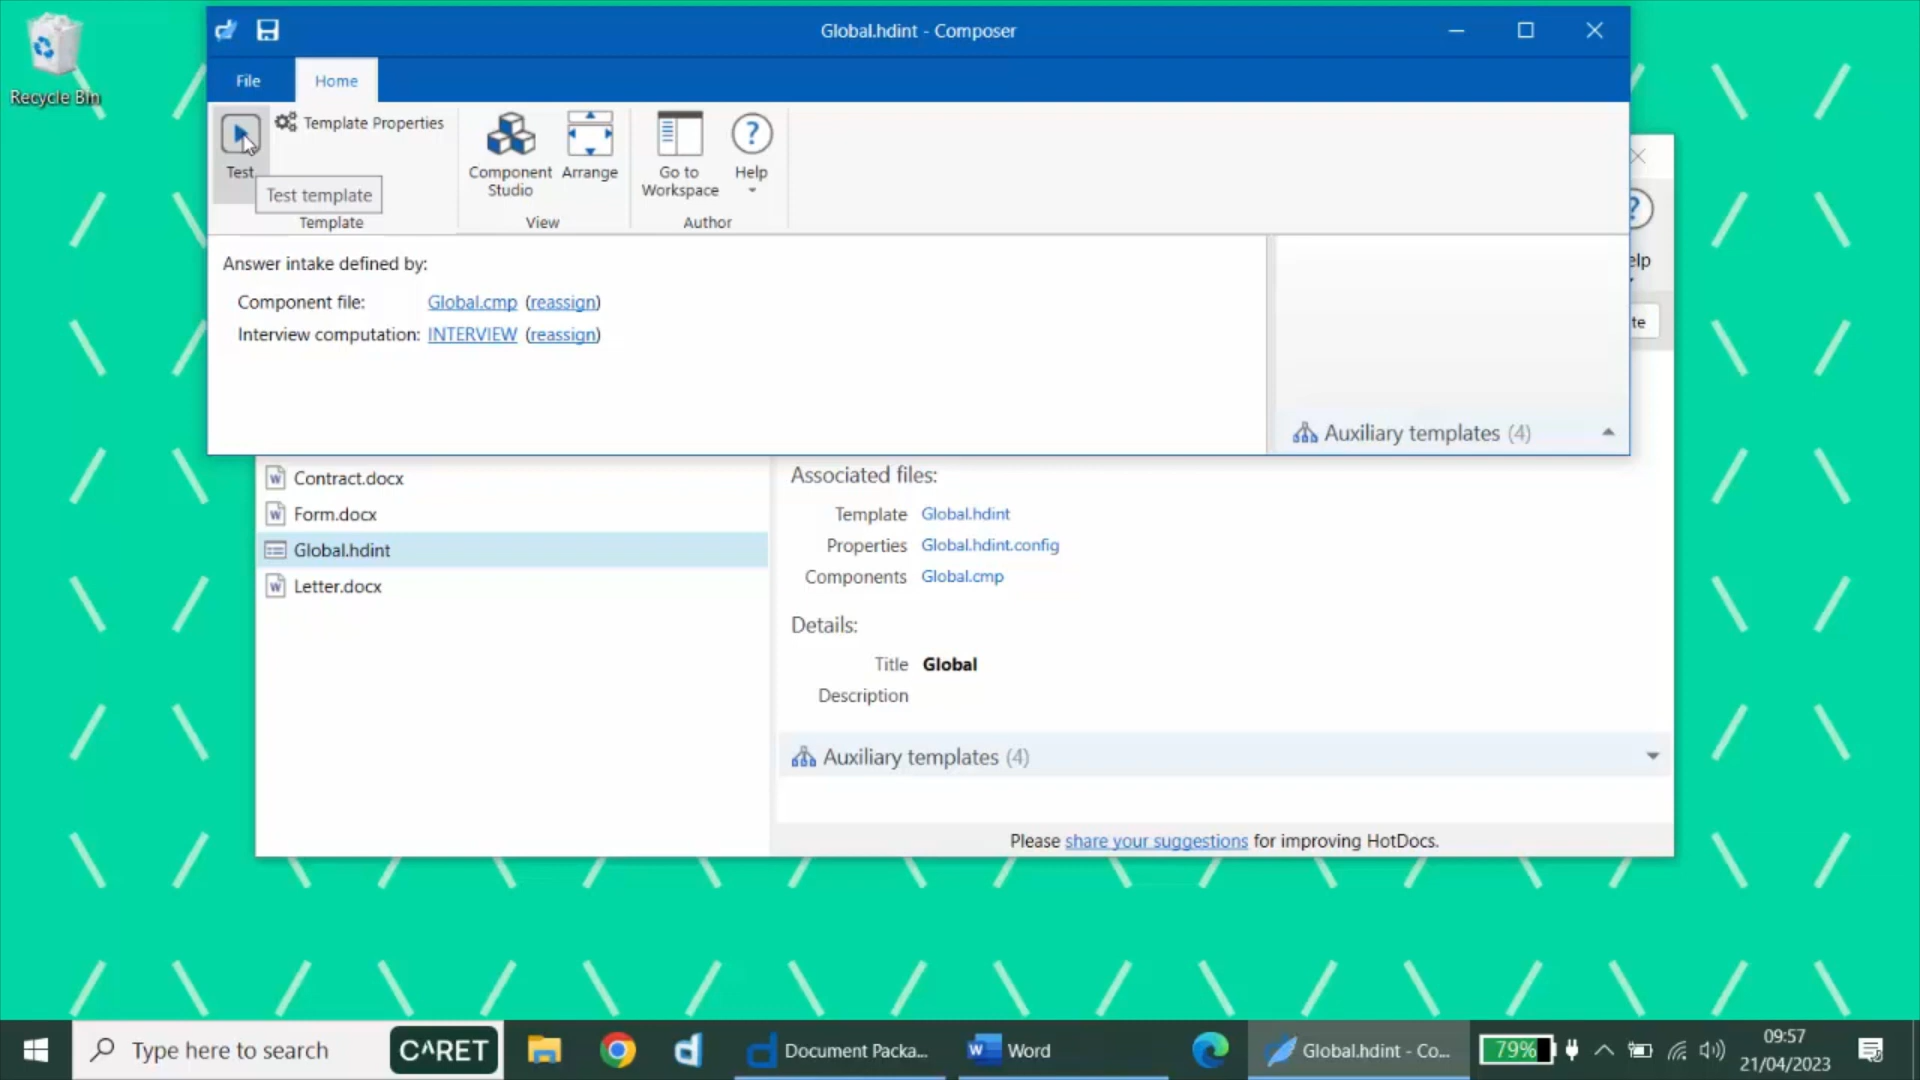 Recycle Bin
Global.hdint - Composer
File
Home
Test
Template Properties
Test template
Template
Component Studio
Arrange
View
Go to Workspace
Help
Author
Answer intake defined by:
Component file: Global.cmp (reassign)
Interview computation: INTERVIEW (reassign)
Auxiliary templates (4)
elp
te
Contract.docx
Form.docx
Global.hdint
Letter.docx
Associated files:
Template Global.hdint
Properties Global.hdint.config
Components Global.cmp
Details:
Title Global
Description
Auxiliary templates (4)
Please share your suggestions for improving HotDocs.
Type here to search
C^RET
Document Packa...
Word
Global.hdint - Co...
79%
09:57
21/04/2023